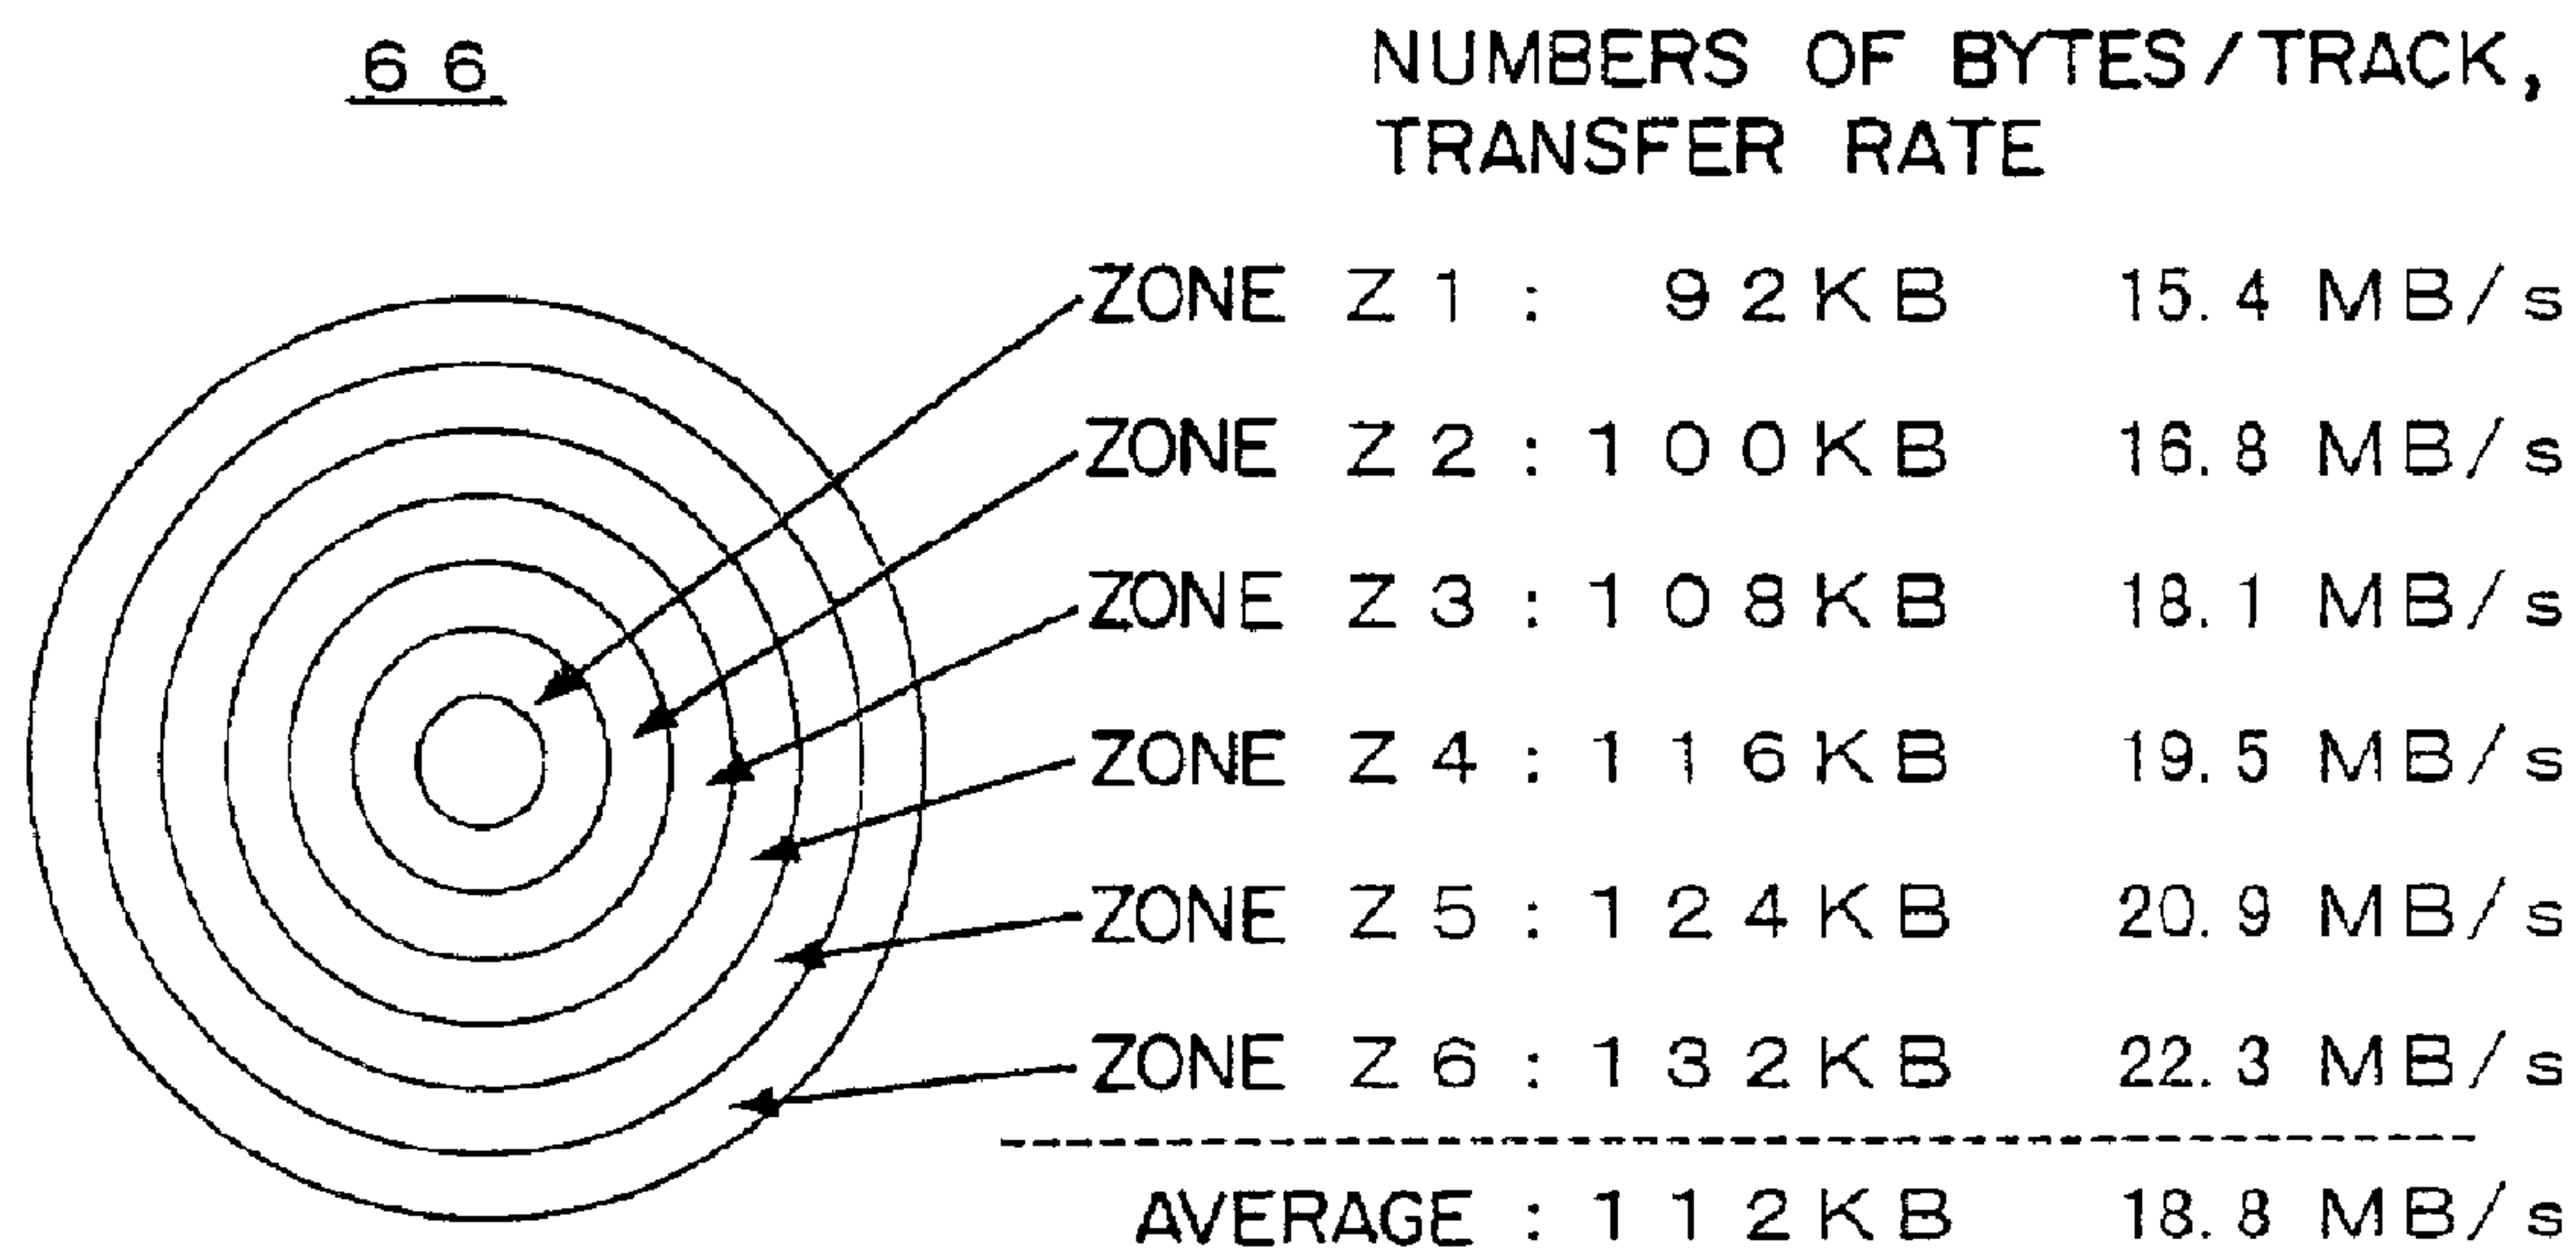 66
NUMBERS OF BYTES/TRACK,
TRANSFER RATE
ZONE Z1: 92KB 15.4 MB/s
ZONE Z2:100KB 16.8 MB/s
ZONE Z3:108KB 18.1 MB/s
ZONE Z4:116KB 19.5 MB/s
ZONE Z5:124KB 20.9 MB/s
ZONE Z6:132KB 22.3 MB/s
AVERAGE:112KB 18.8 MB/s